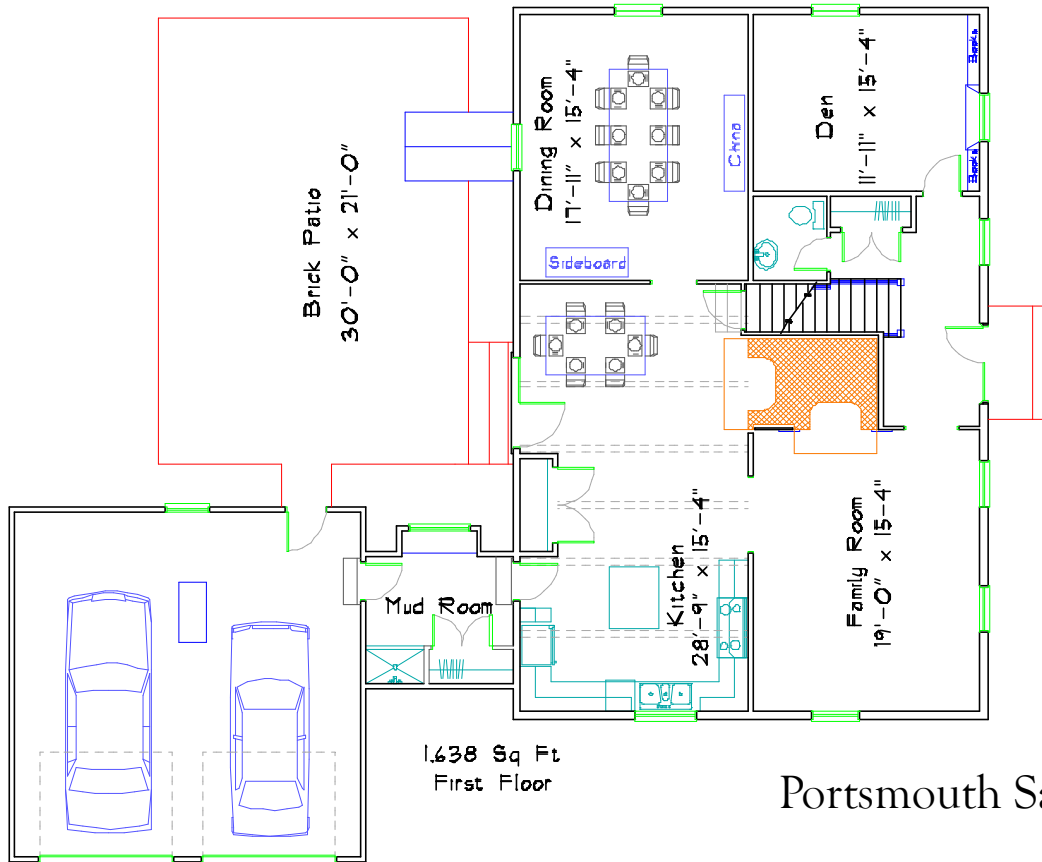 Dining Room
17'-11" x 15'-4"
China
Sideboard
Den
11'-11" x 15'-4"
Books
Books
Brick Patio
30'-0" x 21'-0"
Kitchen
28'-9" x 15'-4"
Family Room
19'-0" x 15-4"
Mud Room
1,638 Sq Ft
First Floor
Portsmouth Sa